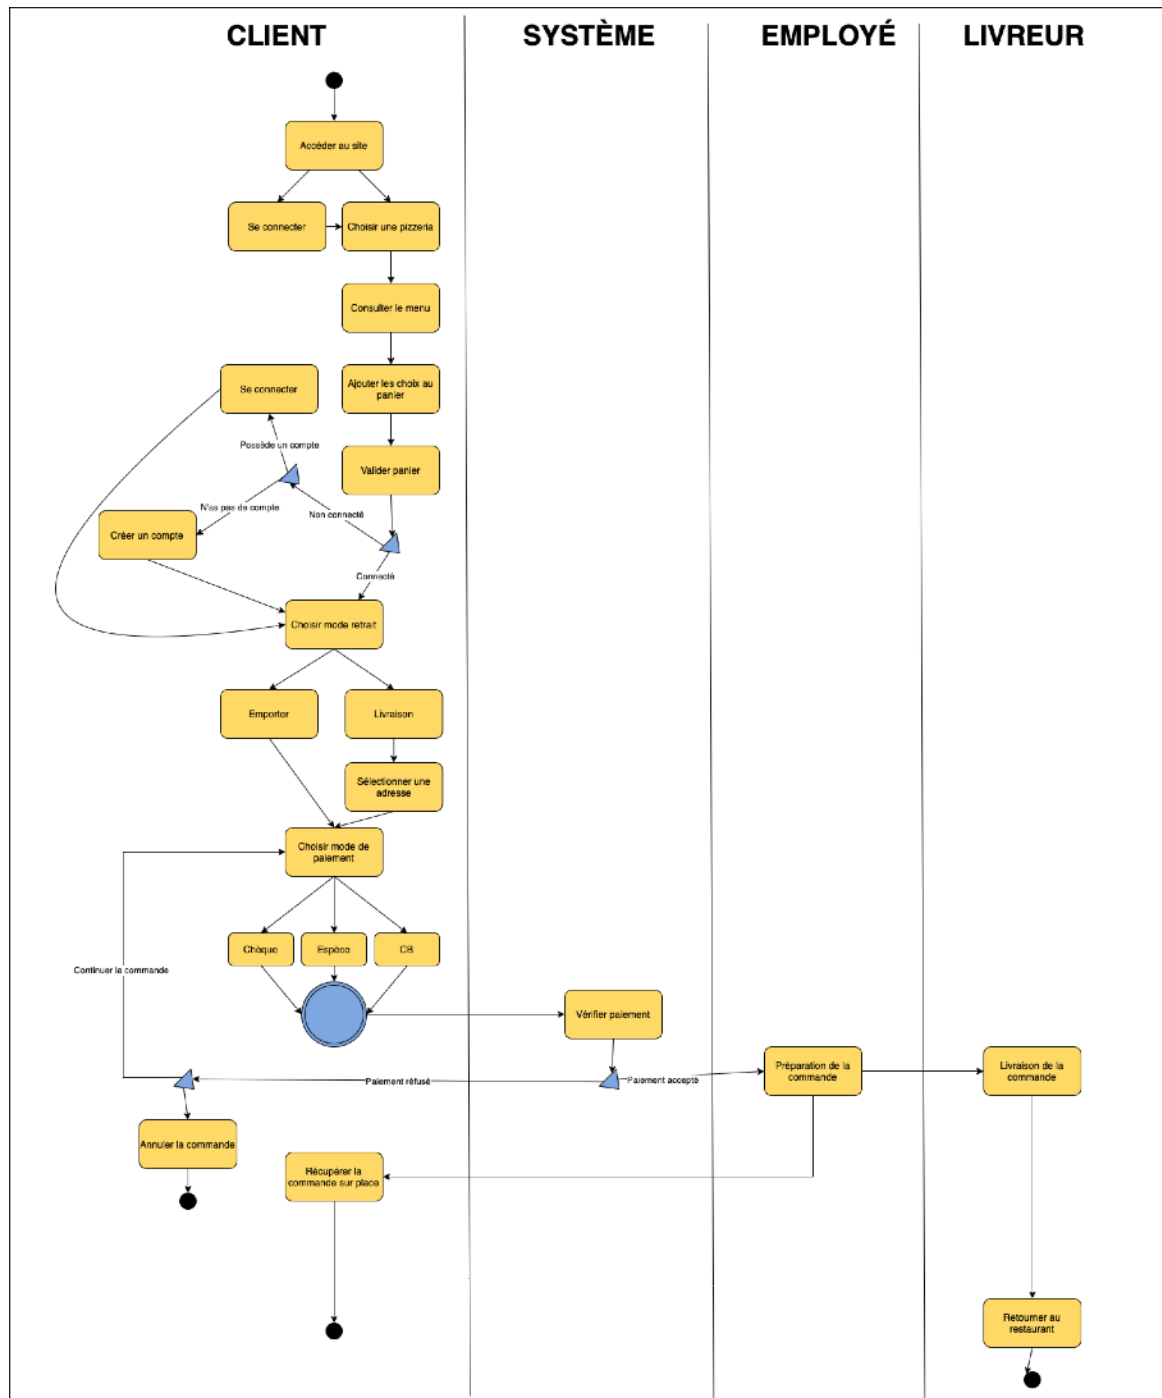 CLIENT
SYSTÈME
EMPLOYÉ
LIVREUR
Accéder au site
Se connecter
Choisir une pizzeria
Consulter le menu
Se connecter
Ajouter les choix au
panier
Possède un compte
Valider panier
N'as pas de compte
Non connecté
Créer un compte
Connecté
Choisir mode retrait
Emporter
Livraison
Sélectionner une
adresse
Choisir mode de
paiement
Chèque
Espèce
CB
Continuer la commande
Vérifier paiement
Paiement réfusé
Paiement accepté
Préparation de la
commande
Livraison de la
commande
Annuler la commande
Récupérer la
commande sur place
Retourner au
restaurant